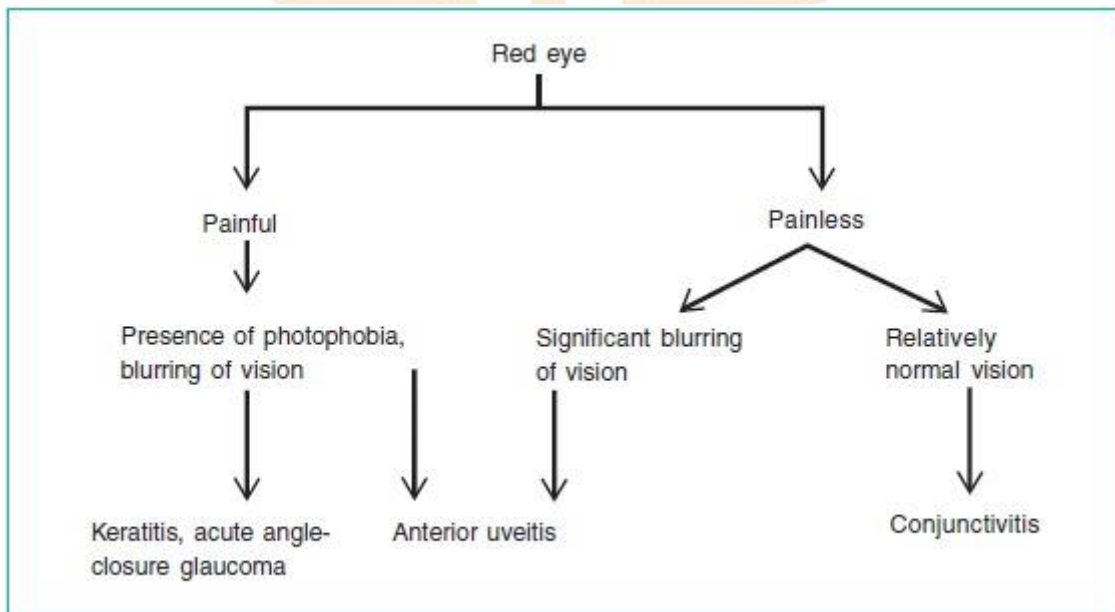 Red eye
Painful
Painless
Presence of photophobia,
blurring of vision
Significant blurring
of vision
Relatively
normal vision
Keratitis, acute angle-
closure glaucoma
Anterior uveitis
Conjunctivitis